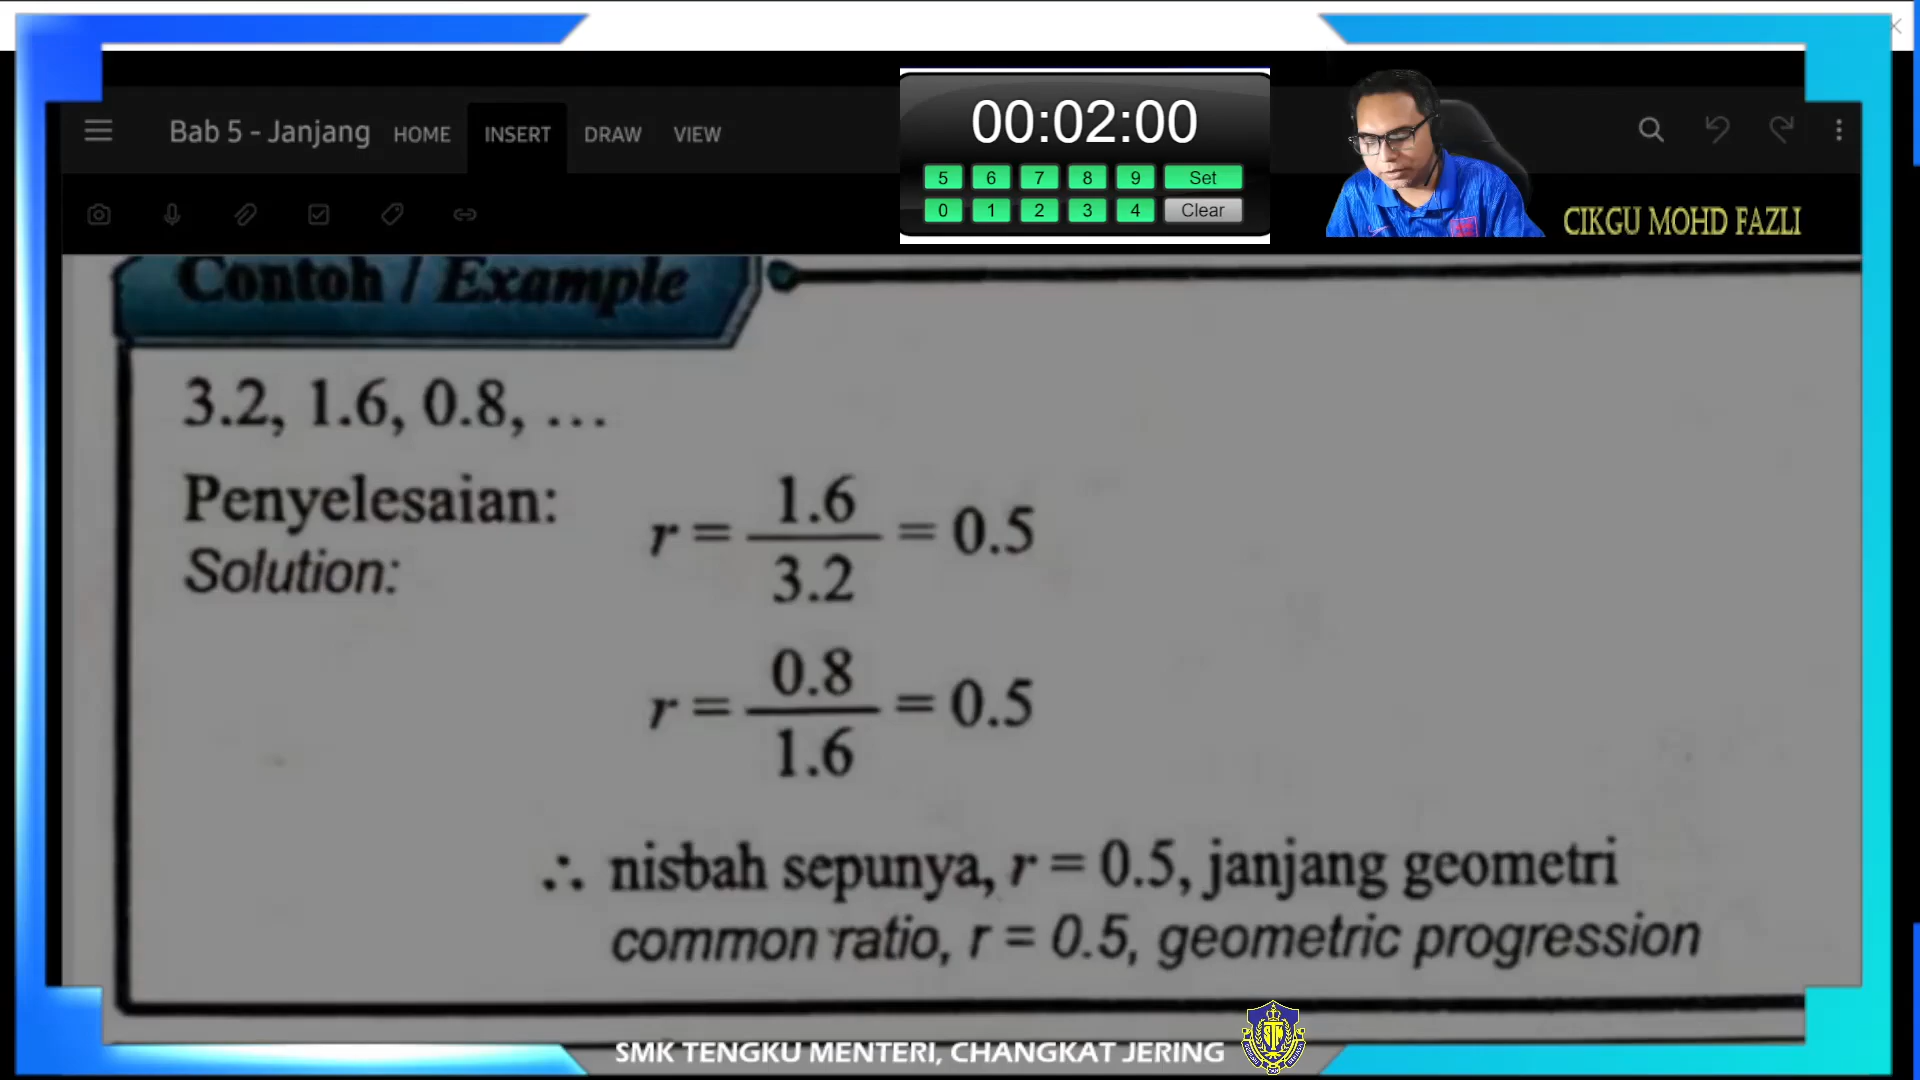 Bab 5 - Janjang HOME INSERT DRAW VIEW
00:02:00
5 6 7 8 9 Set
0 1 2 3 4 Clear
CIKGU MOHD FAZLI
Contoh / Example
3.2, 1.6, 0.8, ...
Penyelesaian:
Solution:
r = 1.6 / 3.2 = 0.5
r = 0.8 / 1.6 = 0.5
∴ nisbah sepunya, r = 0.5, janjang geometri
common ratio, r = 0.5, geometric progression
SMK TENGKU MENTERI, CHANGKAT JERING